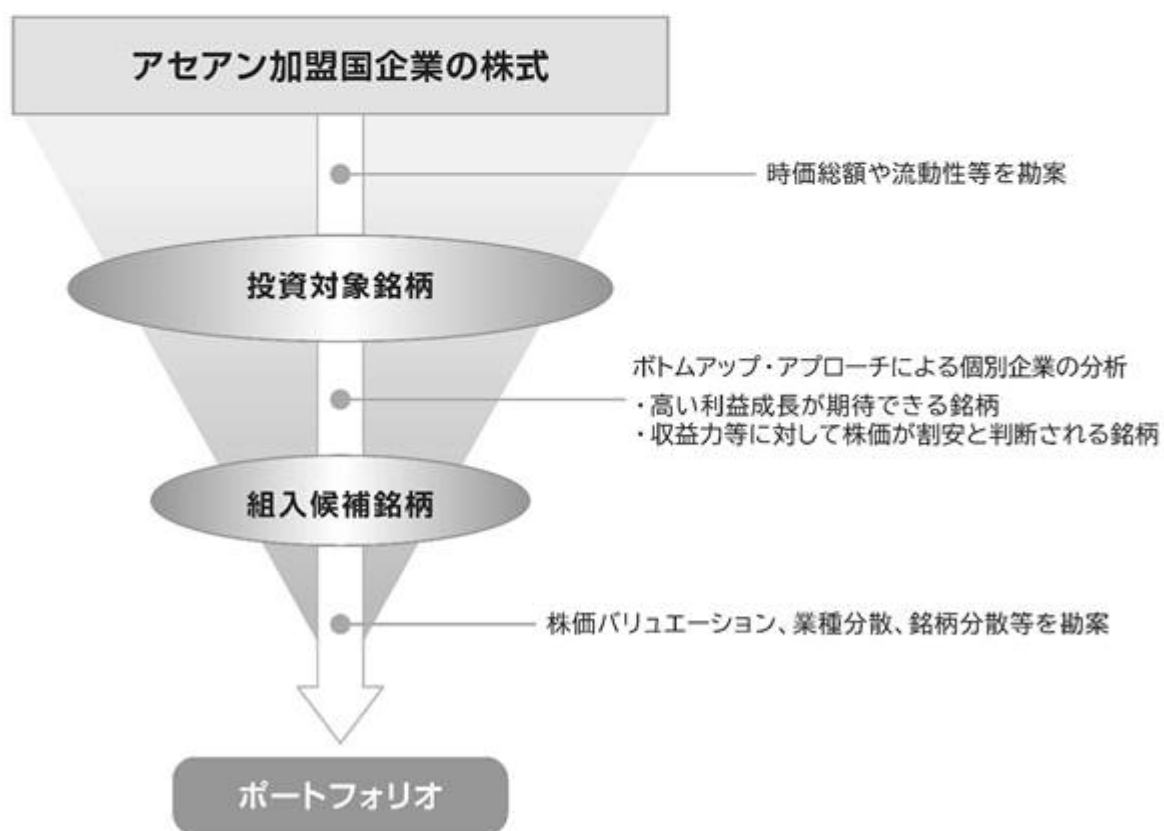 アセアン加盟国企業の株式
時価総額や流動性等を勘案
投資対象銘柄
ボトムアップ・アプローチによる個別企業の分析
・高い利益成長が期待できる銘柄
・収益力等に対して株価が割安と判断される銘柄
組入候補銘柄
株価バリュエーション、業種分散、銘柄分散等を勘案
ポートフォリオ